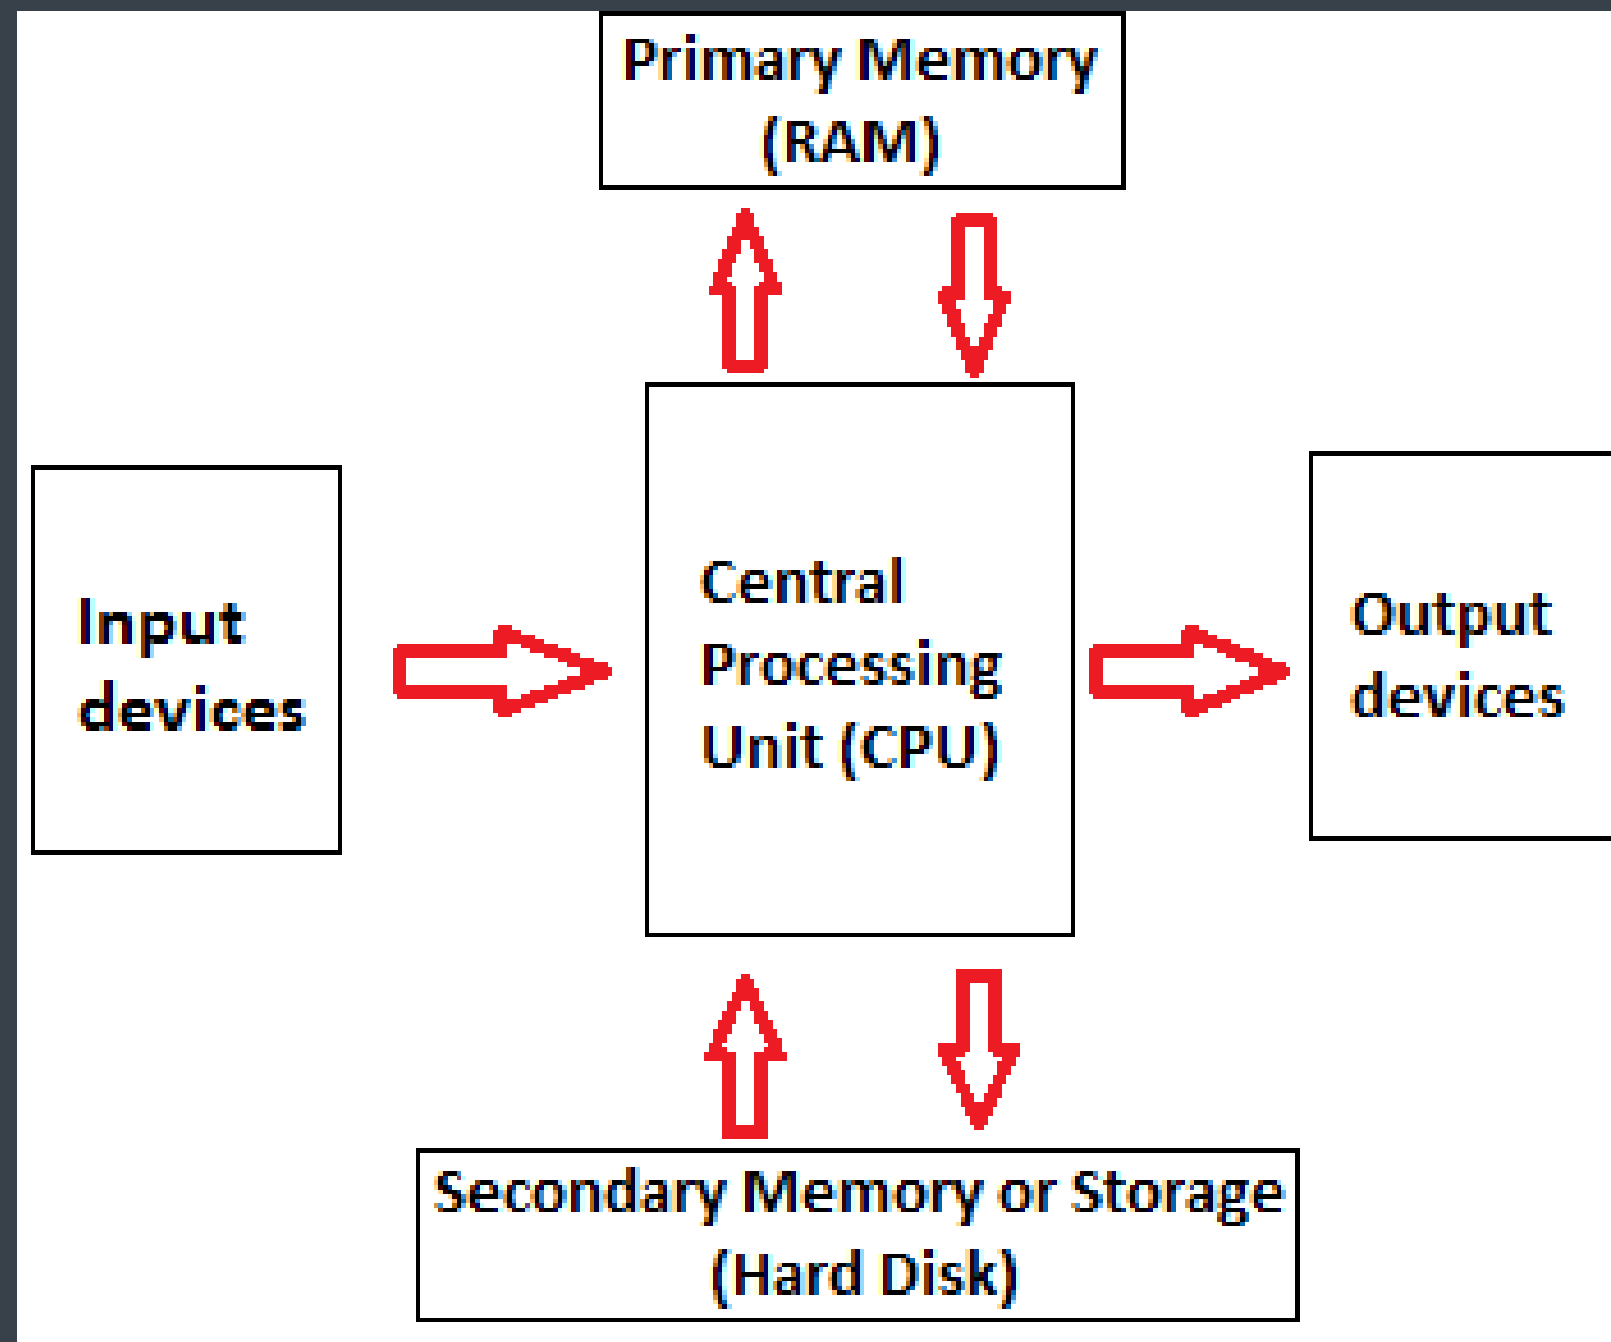 Primary Memory
(RAM)
Input
devices
Central
Processing
Unit (CPU)
Output
devices
Secondary Memory or Storage
(Hard Disk)